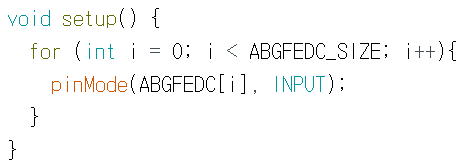 void setup() {
  for (int i = 0; i < ABGFEDC_SIZE; i++){
    pinMode(ABGFEDC[i], INPUT);
  }
}